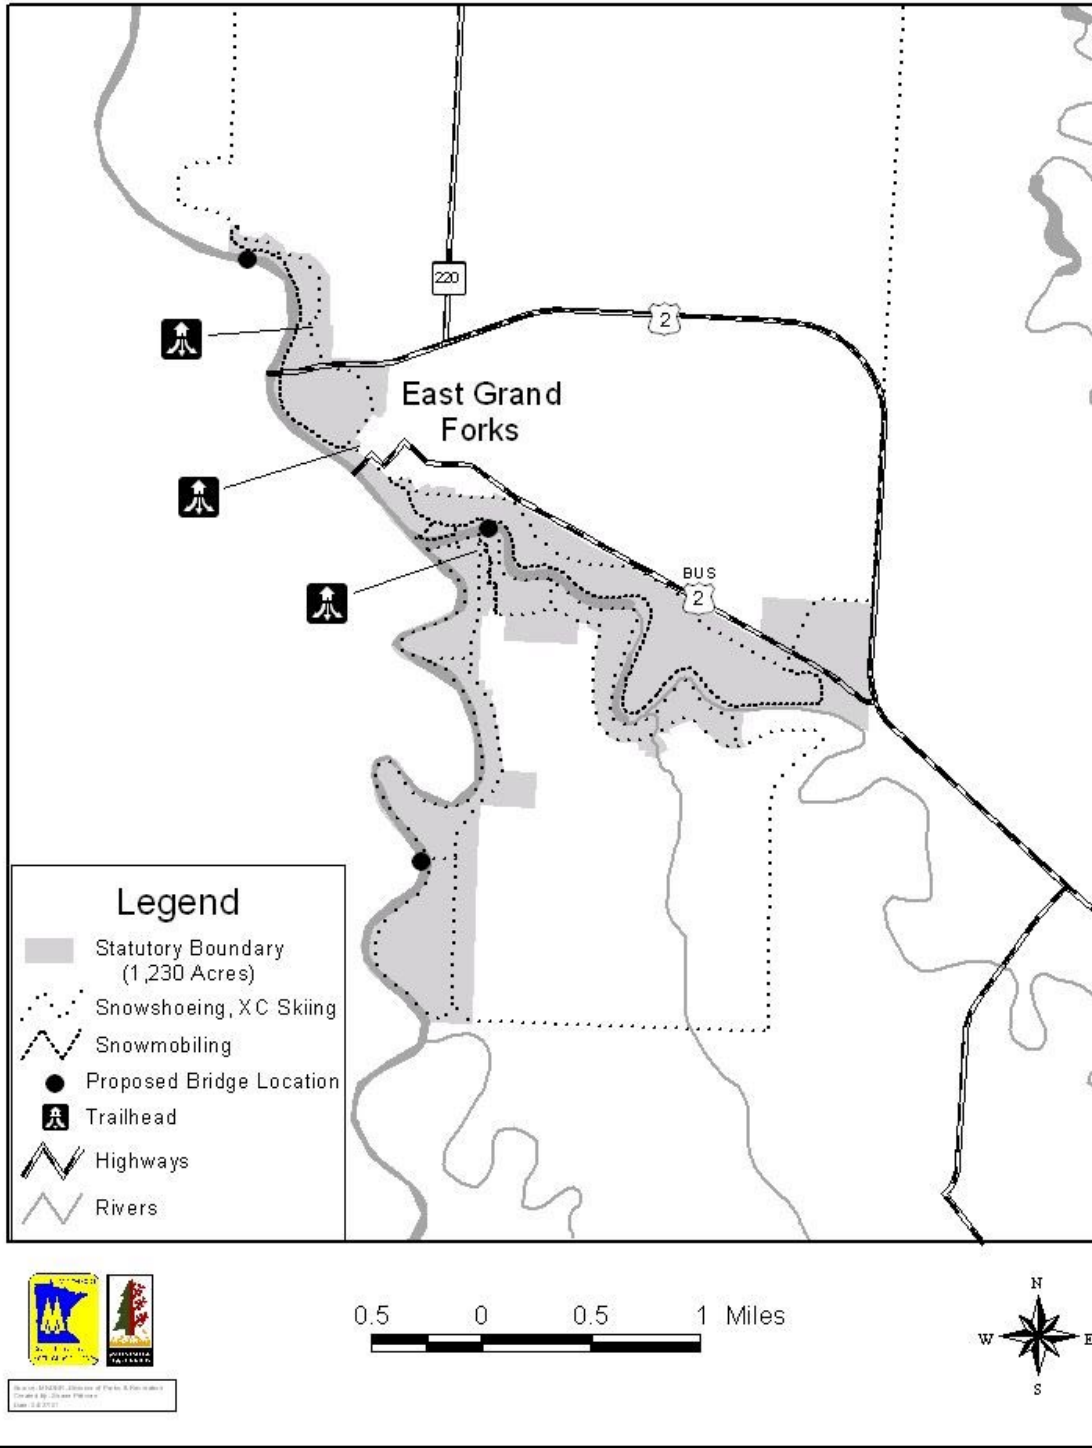 220
2
East Grand
Forks
BUS
2
Legend
Statutory Boundary
(1,230 Acres)
Snowshoeing, XC Skiing
Snowmobiling
Proposed Bridge Location
Trailhead
Highways
Rivers
0.5 0 0.5 1 Miles
N
W E
S